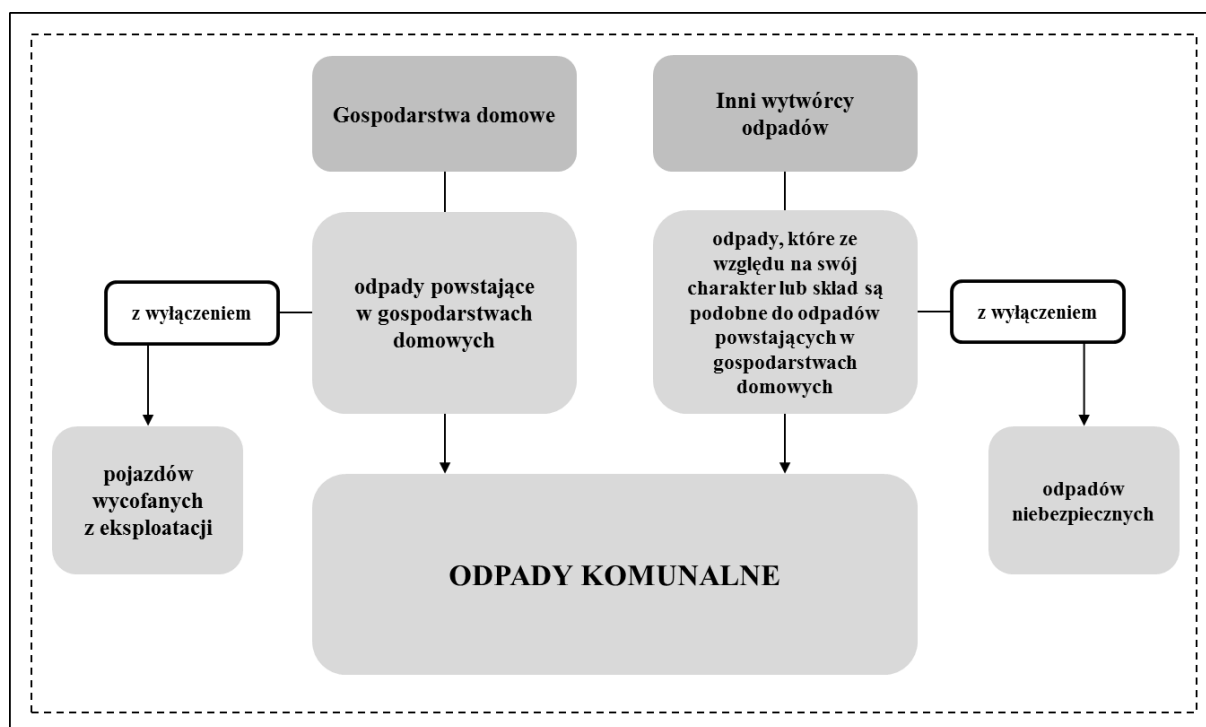 Gospodarstwa domowe
Inni wytwórcy
odpadów
odpady powstające
w gospodarstwach
domowych
odpady, które ze
względu na swój
charakter lub skład są
podobne do odpadów
powstających w
gospodarstwach
domowych
z wyłączeniem
z wyłączeniem
pojazdów
wycofanych
z eksploatacji
odpadów
niebezpiecznych
ODPADY KOMUNALNE